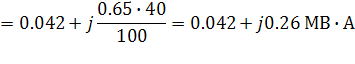 = 0.042 + j 0.65 · 40 / 100 = 0.042 + j0.26 МВ · А